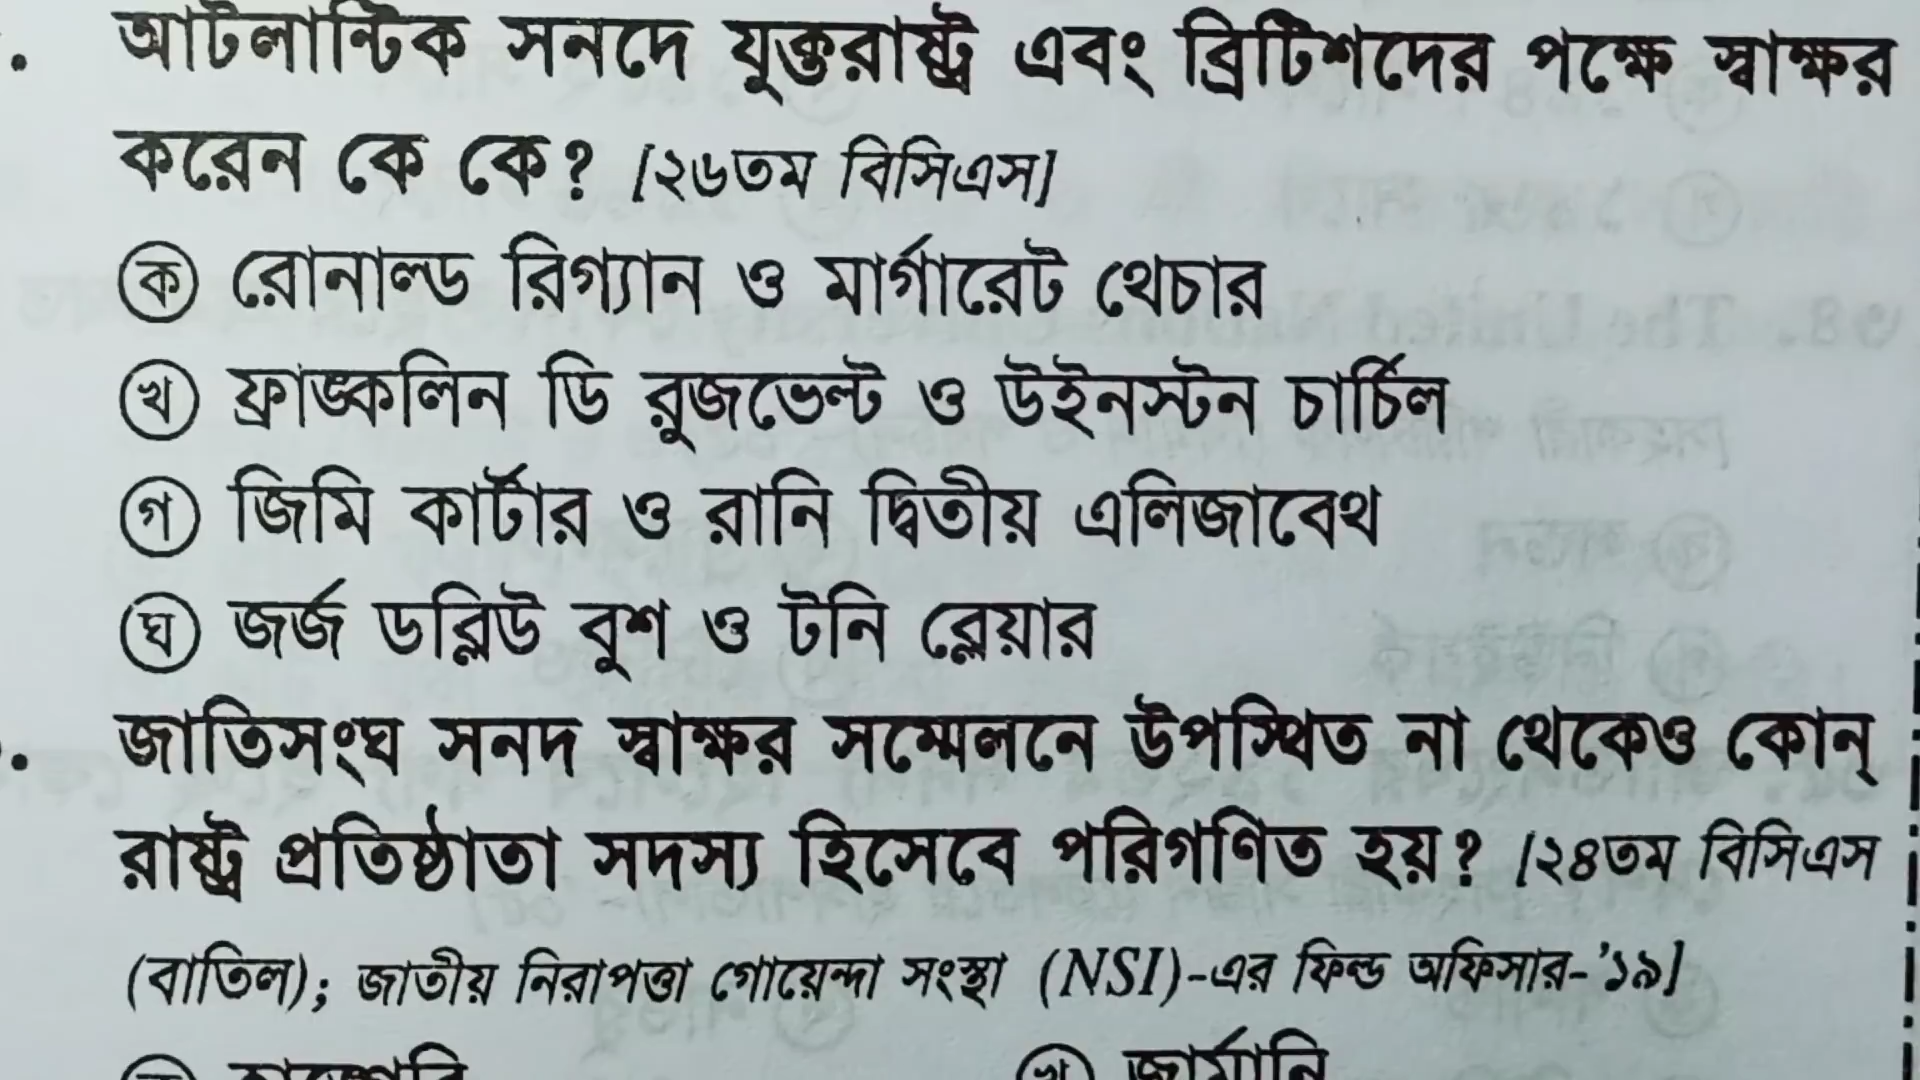 . আটলান্টিক সনদে যুক্তরাষ্ট্র এবং ব্রিটিশদের পক্ষে স্বাক্ষর
করেন কে কে? [২৬তম বিসিএস]
ক রোনাল্ড রিগ্যান ও মার্গারেট থেচার
খ ফ্রাঙ্কলিন ডি রুজভেল্ট ও উইনস্টন চার্চিল
গ জিমি কার্টার ও রানি দ্বিতীয় এলিজাবেথ
ঘ জর্জ ডব্লিউ বুশ ও টনি ব্লেয়ার
. জাতিসংঘ সনদ স্বাক্ষর সম্মেলনে উপস্থিত না থেকেও কোন্
রাষ্ট্র প্রতিষ্ঠাতা সদস্য হিসেবে পরিগণিত হয়? [২৪তম বিসিএস
(বাতিল); জাতীয় নিরাপত্তা গোয়েন্দা সংস্থা (NSI)-এর ফিল্ড অফিসার-'১৯]
খ জার্মানি